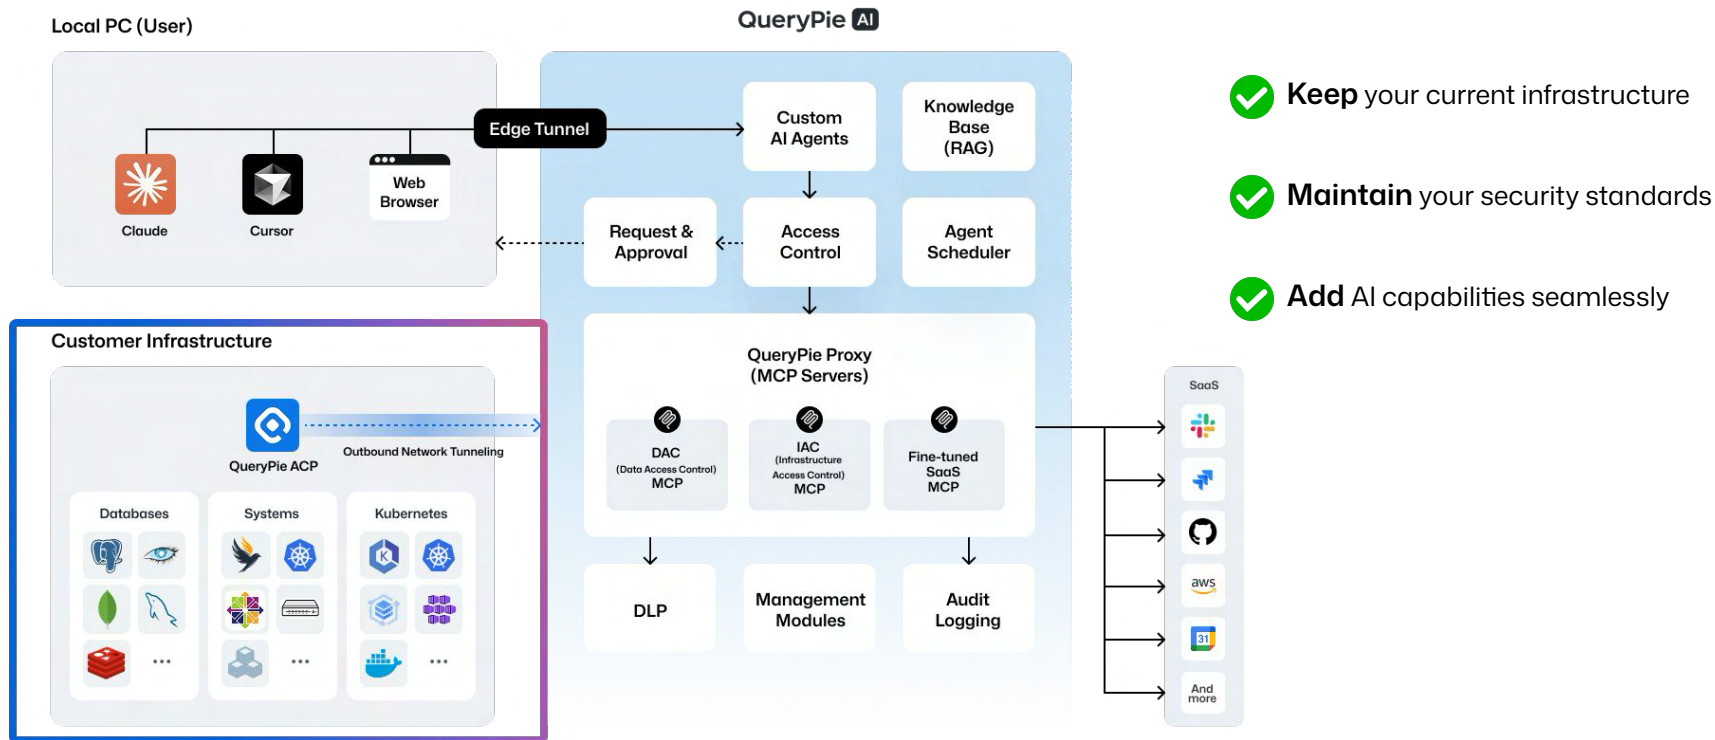 Local PC (User)
QueryPie AI
Edge Tunnel
Claude
Cursor
Web
Browser
Custom
AI Agents
Knowledge
Base
(RAG)
Request &
Approval
Access
Control
Agent
Scheduler
Keep your current infrastructure
Maintain your security standards
Add AI capabilities seamlessly
Customer Infrastructure
QueryPie ACP
Outbound Network Tunneling
Databases
Systems
Kubernetes
...
...
...
QueryPie Proxy
(MCP Servers)
DAC
(Data Access Control)
MCP
IAC
(Infrastructure
Access Control)
MCP
Fine-tuned
SaaS
MCP
DLP
Management
Modules
Audit
Logging
SaaS
aws
31
And
more
K